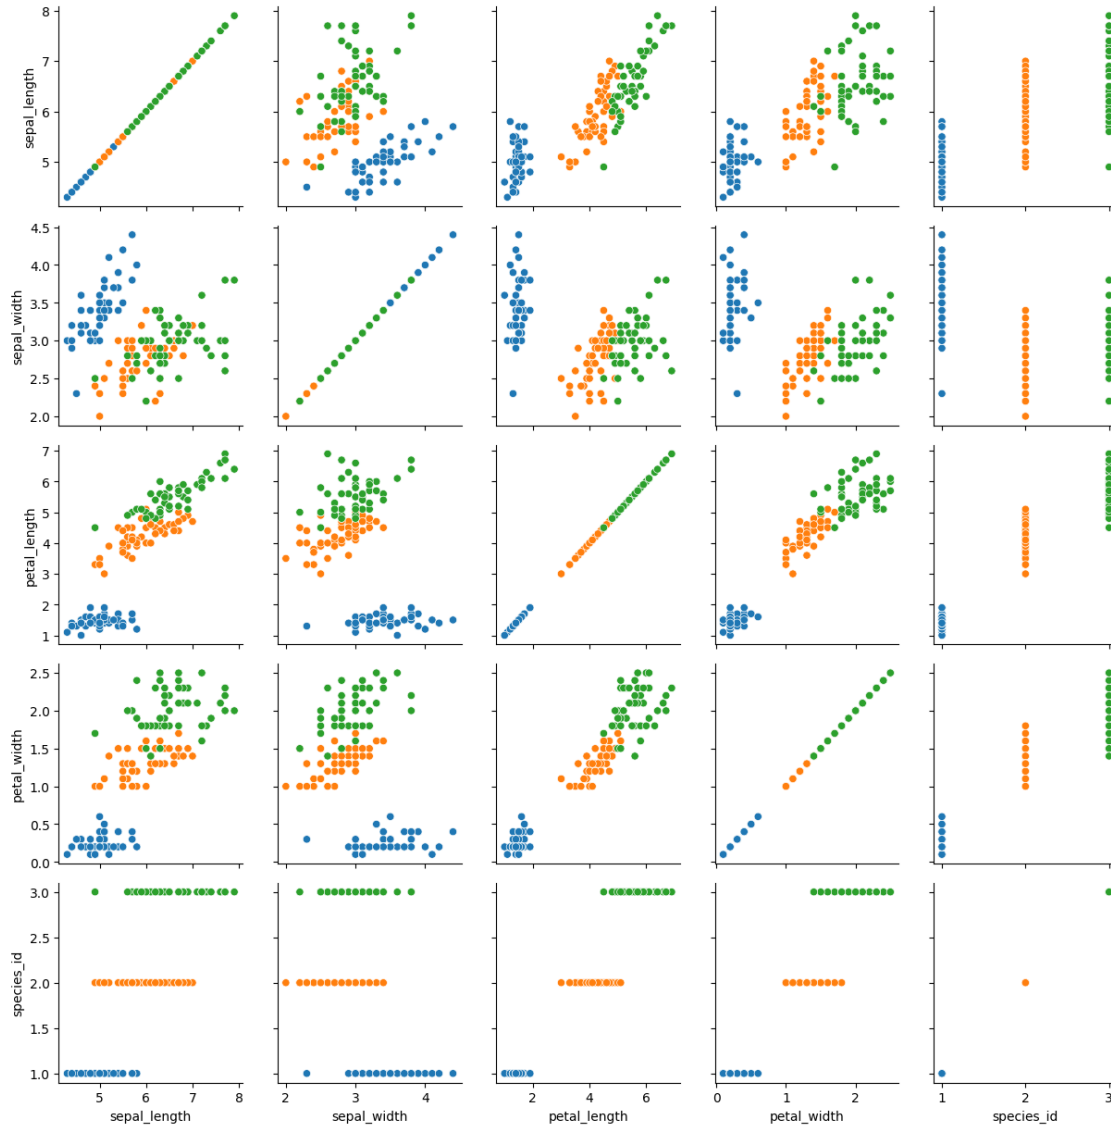 8
7
6
5
sepal_length
4.5
4.0
3.5
3.0
2.5
2.0
sepal_width
7
6
5
4
3
2
1
petal_length
2.5
2.0
1.5
1.0
0.5
0.0
petal_width
3.0
2.5
2.0
1.5
1.0
species_id
5 6 7 8
2 3 4
2 4 6
0 1 2
1 2 3
sepal_length sepal_width petal_length petal_width species_id